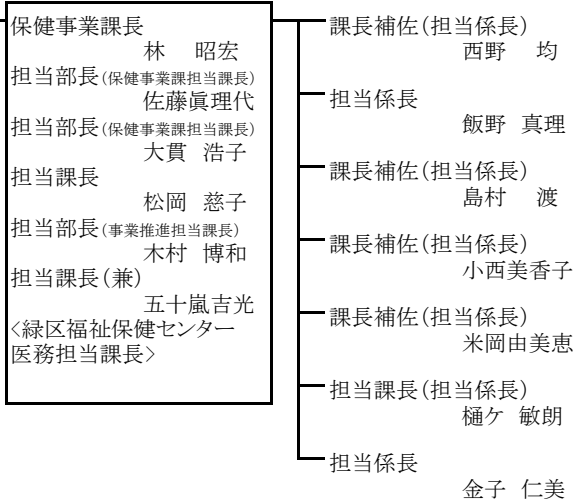 保健事業課長
林 昭宏
担当部長(保健事業課担当課長)
佐藤眞理代
担当部長(保健事業課担当課長)
大貫 浩子
担当課長
松岡 慈子
担当部長(事業推進担当課長)
木村 博和
担当課長(兼)
五十嵐吉光
<緑区福祉保健センター
医務担当課長>
課長補佐(担当係長)
西野 均
担当係長
飯野 真理
課長補佐(担当係長)
島村 渡
課長補佐(担当係長)
小西美香子
課長補佐(担当係長)
米岡由美恵
担当課長(担当係長)
樋ケ 敏朗
担当係長
金子 仁美